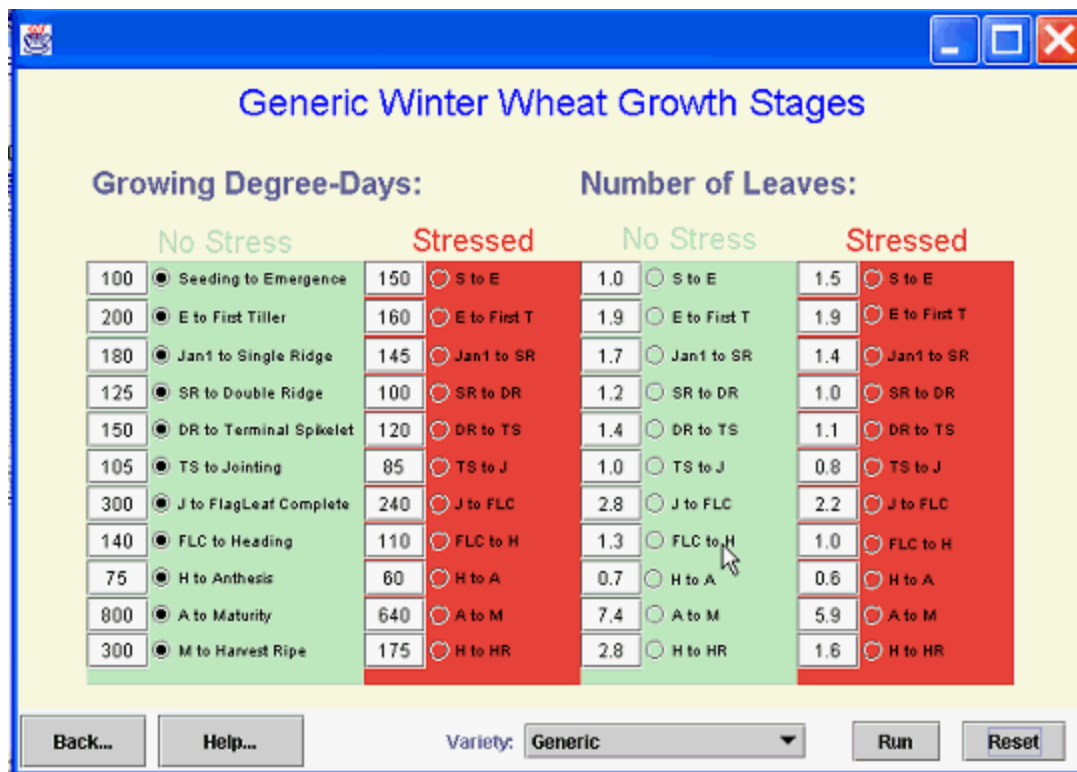 Generic Winter Wheat Growth Stages
Growing Degree-Days: Number of Leaves:
No Stress Stressed No Stress Stressed
100 Seeding to Emergence 150 S to E 1.0 S to E 1.5 S to E
200 E to First Tiller 160 E to First T 1.9 E to First T 1.9 E to First T
180 Jan1 to Single Ridge 145 Jan1 to SR 1.7 Jan1 to SR 1.4 Jan1 to SR
125 SR to Double Ridge 100 SR to DR 1.2 SR to DR 1.0 SR to DR
150 DR to Terminal Spikelet 120 DR to TS 1.4 DR to TS 1.1 DR to TS
105 TS to Jointing 85 TS to J 1.0 TS to J 0.8 TS to J
300 J to FlagLeaf Complete 240 J to FLC 2.8 J to FLC 2.2 J to FLC
140 FLC to Heading 110 FLC to H 1.3 FLC to H 1.0 FLC to H
75 H to Anthesis 60 H to A 0.7 H to A 0.6 H to A
800 A to Maturity 640 A to M 7.4 A to M 5.9 A to M
300 M to Harvest Ripe 175 H to HR 2.8 H to HR 1.6 H to HR
Back... Help... Variety: Generic Run Reset